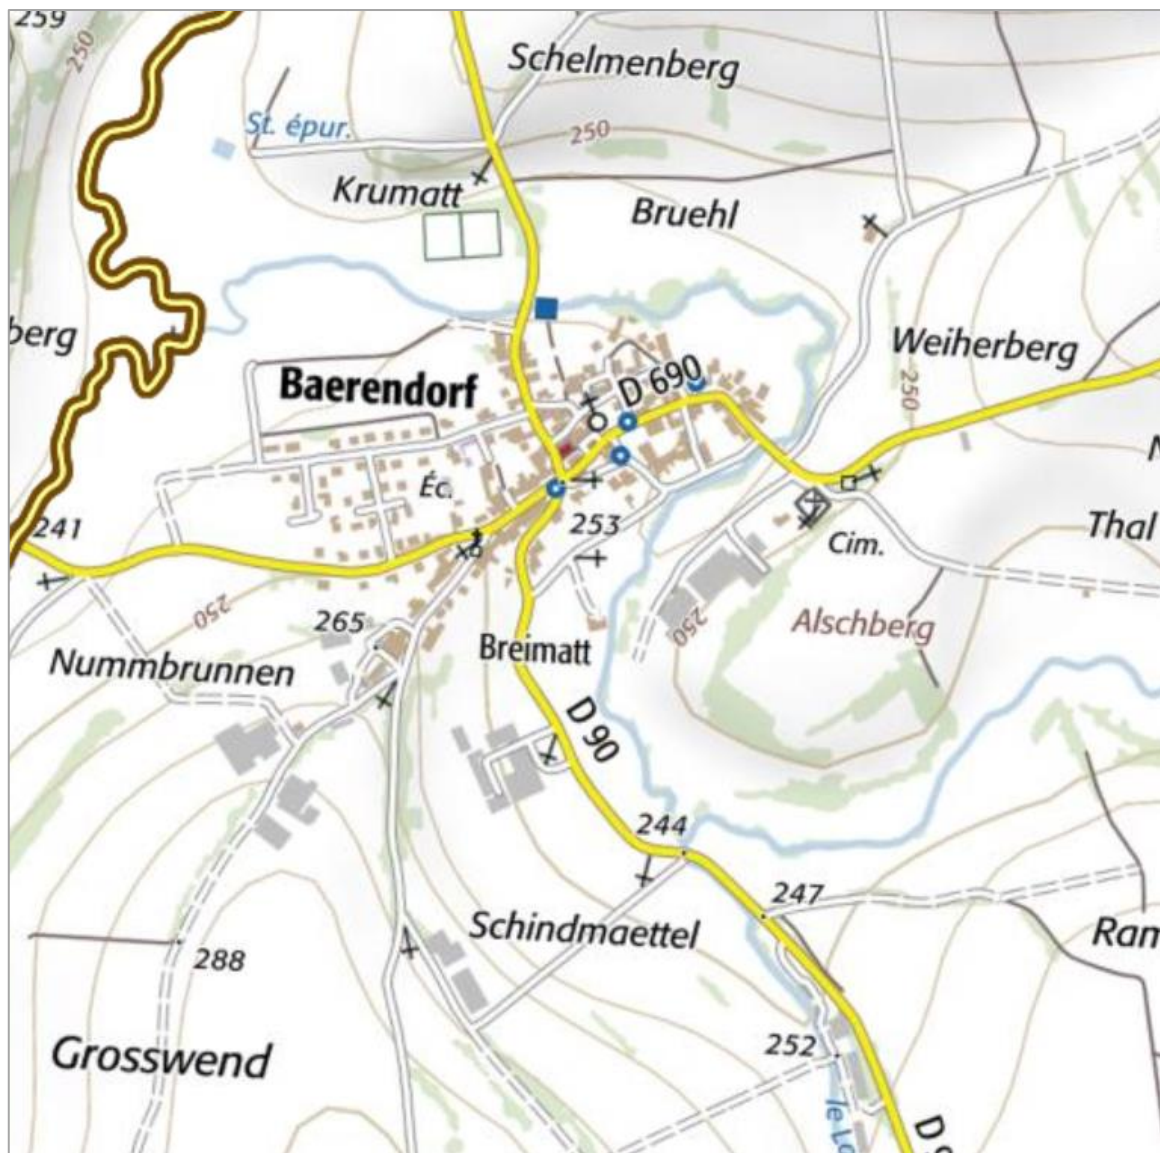 259
250
Schelmenberg
St. épur.
250
Krumatt
Bruehl
berg
Weiherberg
Baerendorf
D 690
250
Éc.
241
253
Cim.
Thal
250
265
250
Alschberg
Nummbrunnen
Breimatt
D 90
244
247
Schindmaettel
Ram
288
Grosswend
252
le Lo
D 9